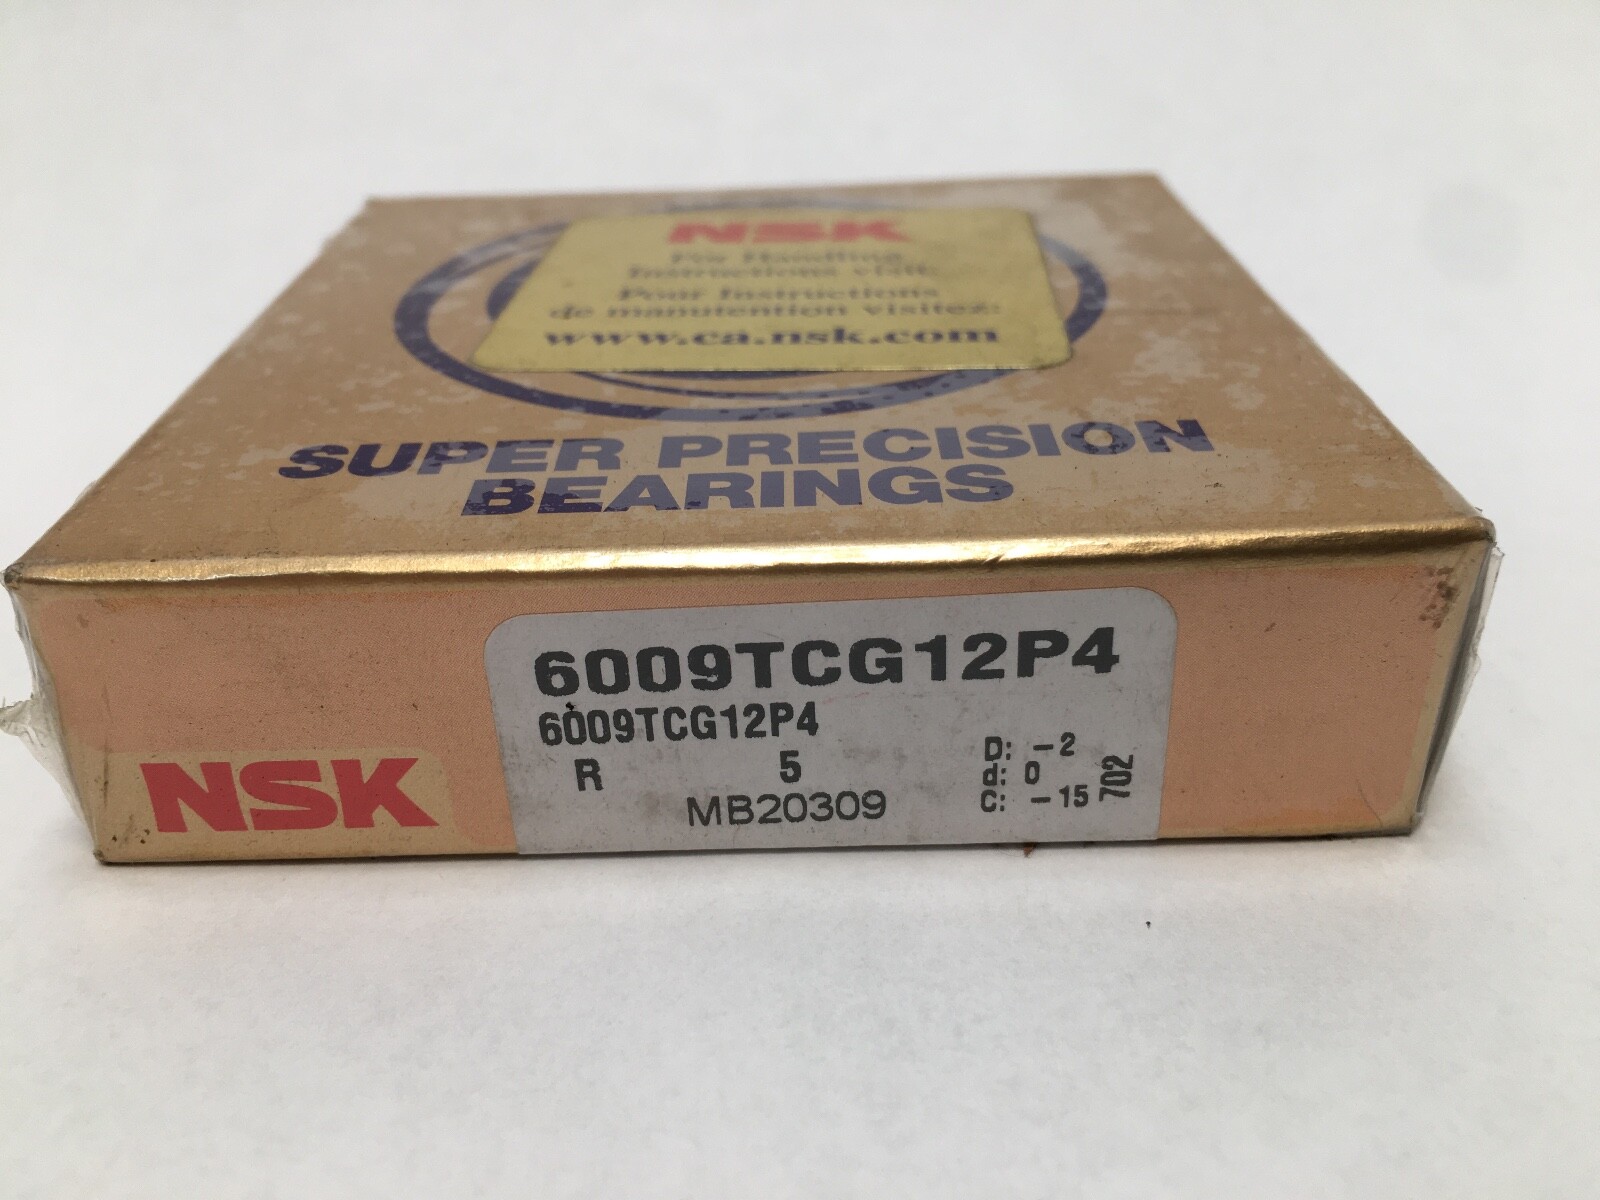 NSK
For Handling
Instructions visit:
Pour Instructions
de manutention visitez:
www.ca.nsk.com
SUPER PRECISION
BEARINGS
NSK
6009TCG12P4
6009TCG12P4
R 5
MB20309
D: -2
d: 0
C: -15
702